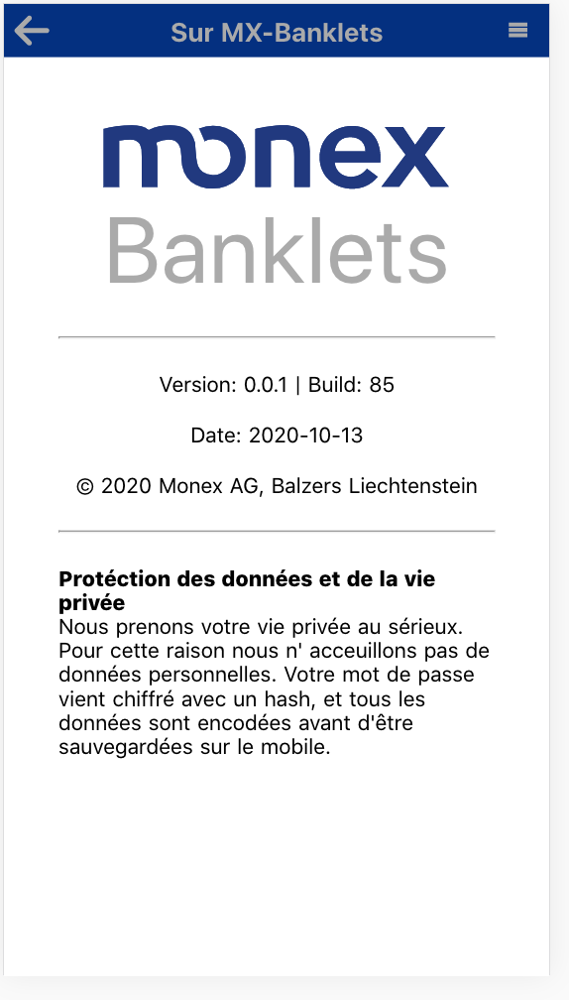 Sur MX-Banklets
monex
Banklets
Version: 0.0.1 | Build: 85
Date: 2020-10-13
© 2020 Monex AG, Balzers Liechtenstein
Protéction des données et de la vie
privée
Nous prenons votre vie privée au sérieux.
Pour cette raison nous n' acceuillons pas de
données personnelles. Votre mot de passe
vient chiffré avec un hash, et tous les
données sont encodées avant d'être
sauvegardées sur le mobile.